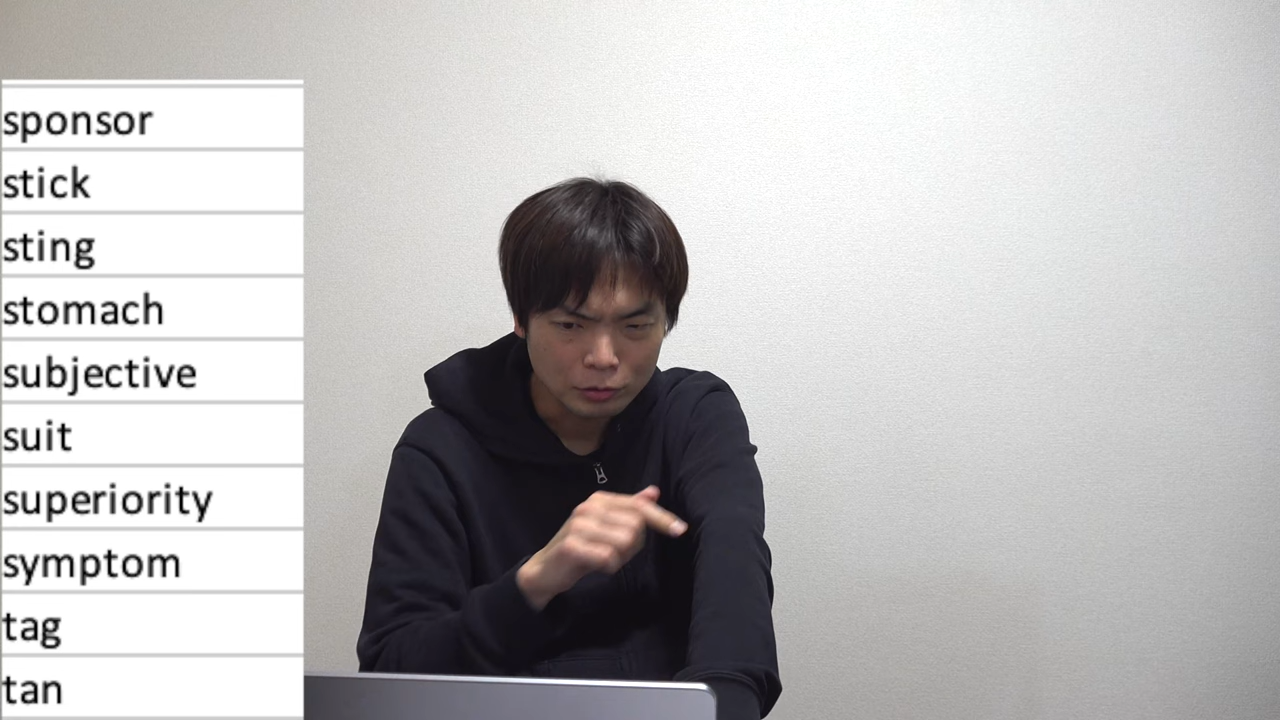 sponsor
stick
sting
stomach
subjective
suit
superiority
symptom
tag
tan